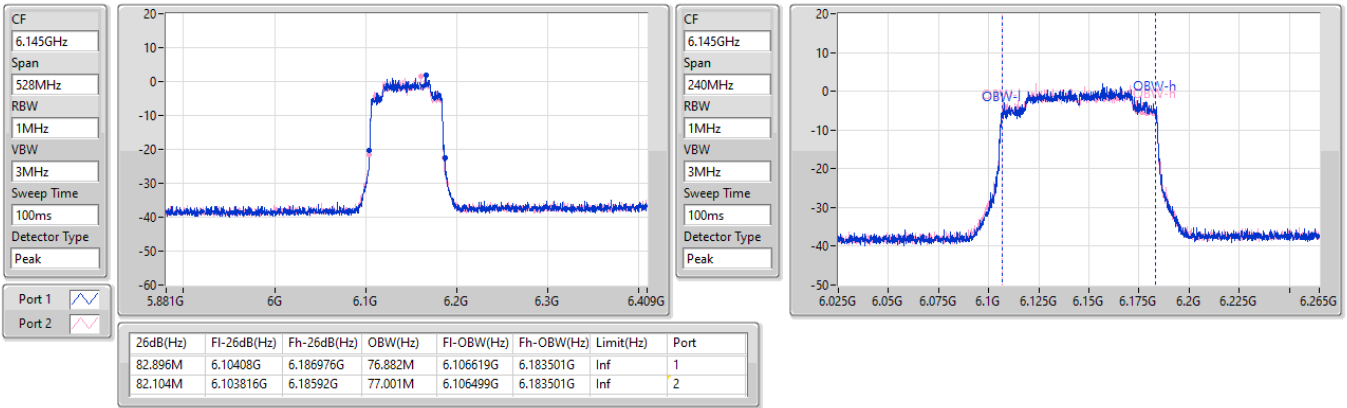 CF
6.145GHz
Span
528MHz
RBW
1MHz
VBW
3MHz
Sweep Time
100ms
Detector Type
Peak
Port 1
Port 2
20
10
0
-10
-20
-30
-40
-50
-60
5.881G 6G 6.1G 6.2G 6.3G 6.409G
CF
6.145GHz
Span
240MHz
RBW
1MHz
VBW
3MHz
Sweep Time
100ms
Detector Type
Peak
20
10
0
-10
-20
-30
-40
-50
OBW-l OBW-h
6.025G 6.05G 6.075G 6.1G 6.125G 6.15G 6.175G 6.2G 6.225G 6.265G
26dB(Hz) Fl-26dB(Hz) Fh-26dB(Hz) OBW(Hz) Fl-OBW(Hz) Fh-OBW(Hz) Limit(Hz) Port
82.896M 6.10408G 6.186976G 76.882M 6.106619G 6.183501G Inf 1
82.104M 6.103816G 6.18592G 77.001M 6.106499G 6.183501G Inf 2